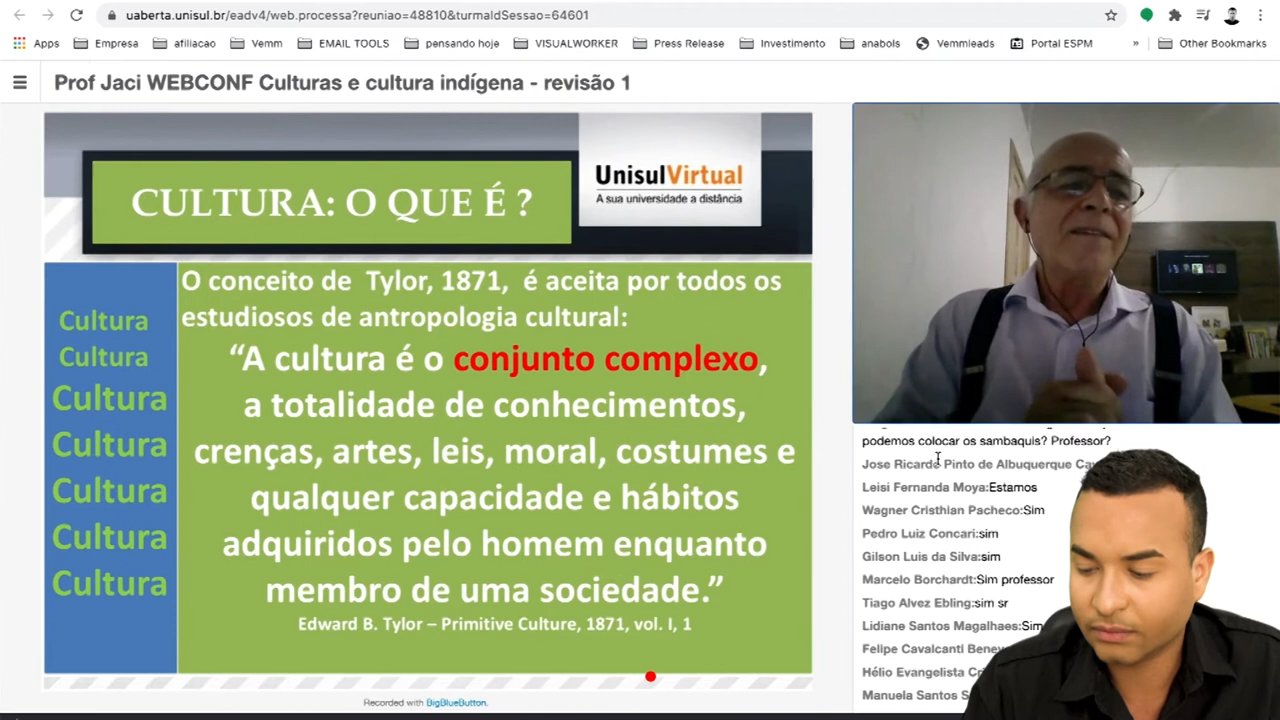 uaberta.unisul.br/eadv4/web.processa?reuniao=48810&turmaIdSessao=64601
Apps Empresa afiliacao Vemm EMAIL TOOLS pensando hoje VISUALWORKER Press Release Investimento anabols Vemmleads Portal ESPM » Other Bookmarks
Prof Jaci WEBCONF Culturas e cultura indígena - revisão 1
CULTURA: O QUE É ?
UnisulVirtual
A sua universidade a distância
Cultura
Cultura
Cultura
Cultura
Cultura
Cultura
Cultura
O conceito de Tylor, 1871, é aceita por todos os
estudiosos de antropologia cultural:
“A cultura é o conjunto complexo,
a totalidade de conhecimentos,
crenças, artes, leis, moral, costumes e
qualquer capacidade e hábitos
adquiridos pelo homem enquanto
membro de uma sociedade.”
Edward B. Tylor – Primitive Culture, 1871, vol. I, 1
Recorded with BigBlueButton.
podemos colocar os sambaquis? Professor?
Jose Ricardo Pinto de Albuquerque
Leisi Fernanda Moya:Estamos
Wagner Cristhian Pacheco:Sim
Pedro Luiz Concari:sim
Gilson Luis da Silva:sim
Marcelo Borchardt:Sim professor
Tiago Alvez Ebling:sim sr
Lidiane Santos Magalhaes:Sim
Felipe Cavalcanti
Hélio Evangelista
Manuela Santos